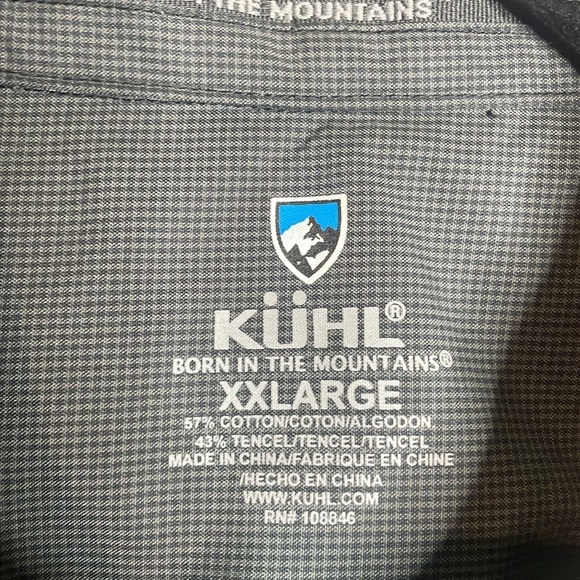 THE MOUNTAINS
KÜHL®
BORN IN THE MOUNTAINS®
XXLARGE
57% COTTON/COTON/ALGODON
43% TENCEL/TENCEL/TENCEL
MADE IN CHINA/FABRIQUE EN CHINE
/HECHO EN CHINA
WWW.KUHL.COM
RN# 108846